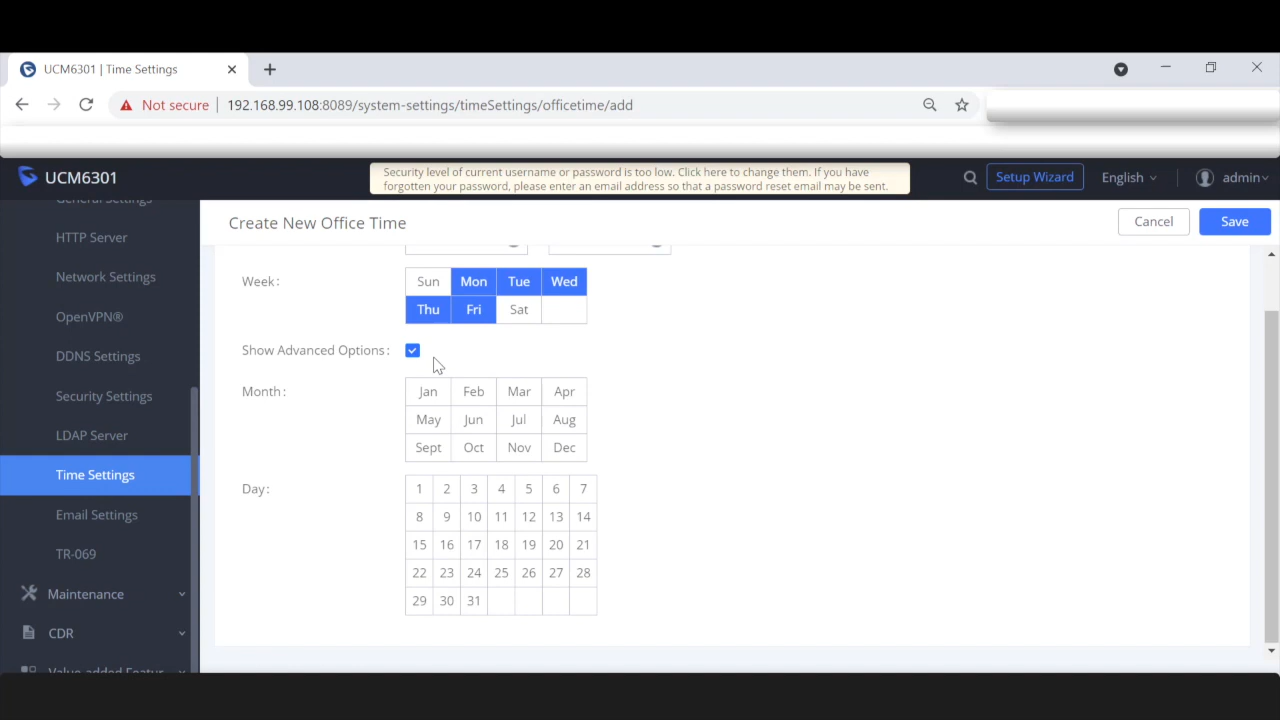 UCM6301 | Time Settings
Not secure
192.168.99.108:8089/system-settings/timeSettings/officetime/add
UCM6301
Security level of current username or password is too low. Click here to change them. If you have
forgotten your password, please enter an email address so that a password reset email may be sent.
Setup Wizard
English
admin
General Settings
HTTP Server
Network Settings
OpenVPN®
DDNS Settings
Security Settings
LDAP Server
Time Settings
Email Settings
TR-069
Maintenance
CDR
Value-added Featur
Create New Office Time
Cancel
Save
Week:
Sun Mon Tue Wed
Thu Fri Sat
Show Advanced Options:
Month:
Jan Feb Mar Apr
May Jun Jul Aug
Sept Oct Nov Dec
Day:
1 2 3 4 5 6 7
8 9 10 11 12 13 14
15 16 17 18 19 20 21
22 23 24 25 26 27 28
29 30 31